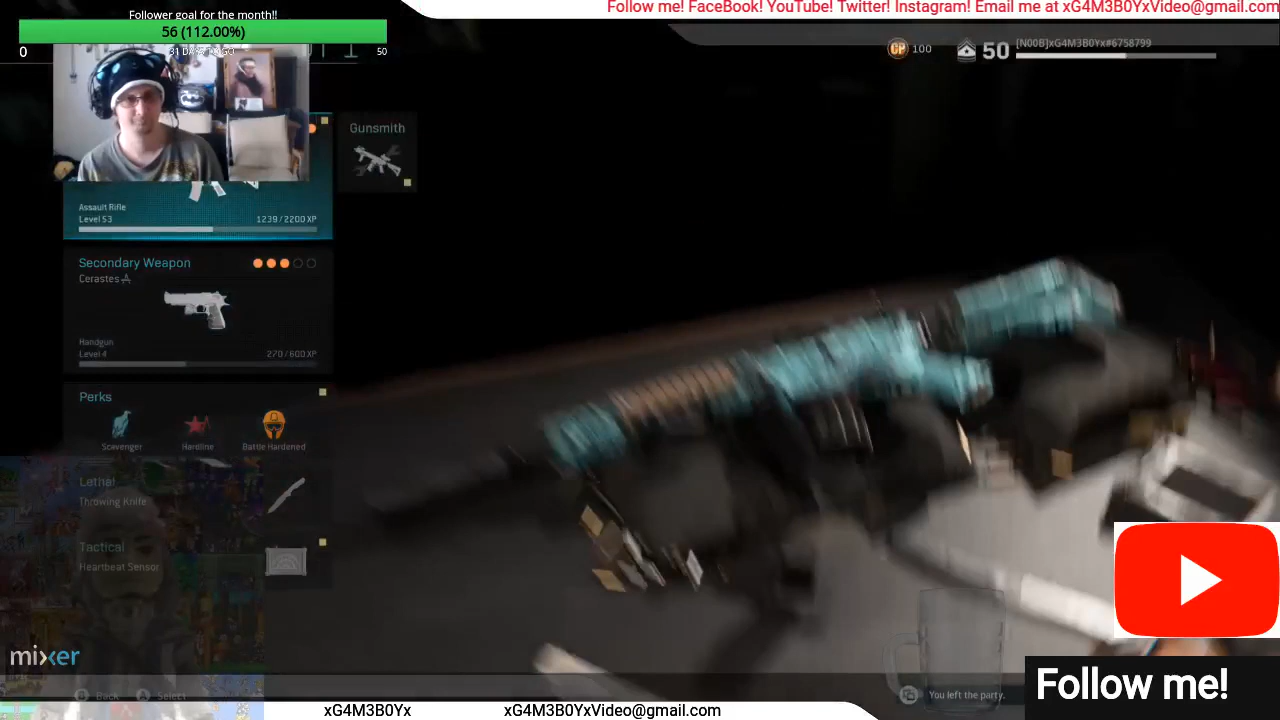 Follower goal for the month!!
56 (112.00%)
0
50
Follow me! FaceBook! YouTube! Twitter! Instagram! Email me at xG4M3B0YxVideo@gmail.com
CP 100
50
[N00B]xG4M3B0Yx#6758799
Gunsmith
Assault Rifle
Level 53
1239 / 2200 XP
Secondary Weapon
Cerastes
Handgun
Level 4
270 / 600 XP
Perks
Scavenger
Hardline
Battle Hardened
Lethal
Throwing Knife
Tactical
Heartbeat Sensor
mixer
B Back
A Select
You left the party.
Follow me!
xG4M3B0Yx
xG4M3B0YxVideo@gmail.com